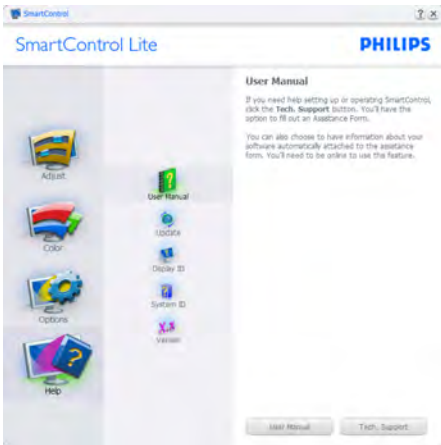 SmartControl
SmartControl Lite
PHILIPS
Adjust
Color
Options
Help
User Manual
Update
Display ID
System ID
Version
User Manual
If you need help setting up or operating SmartControl,
click the Tech. Support button. You'll have the
option to fill out an Assistance Form.
You can also choose to have information about your
software automatically attached to the assistance
form. You'll need to be online to use the feature.
User Manual
Tech. Support